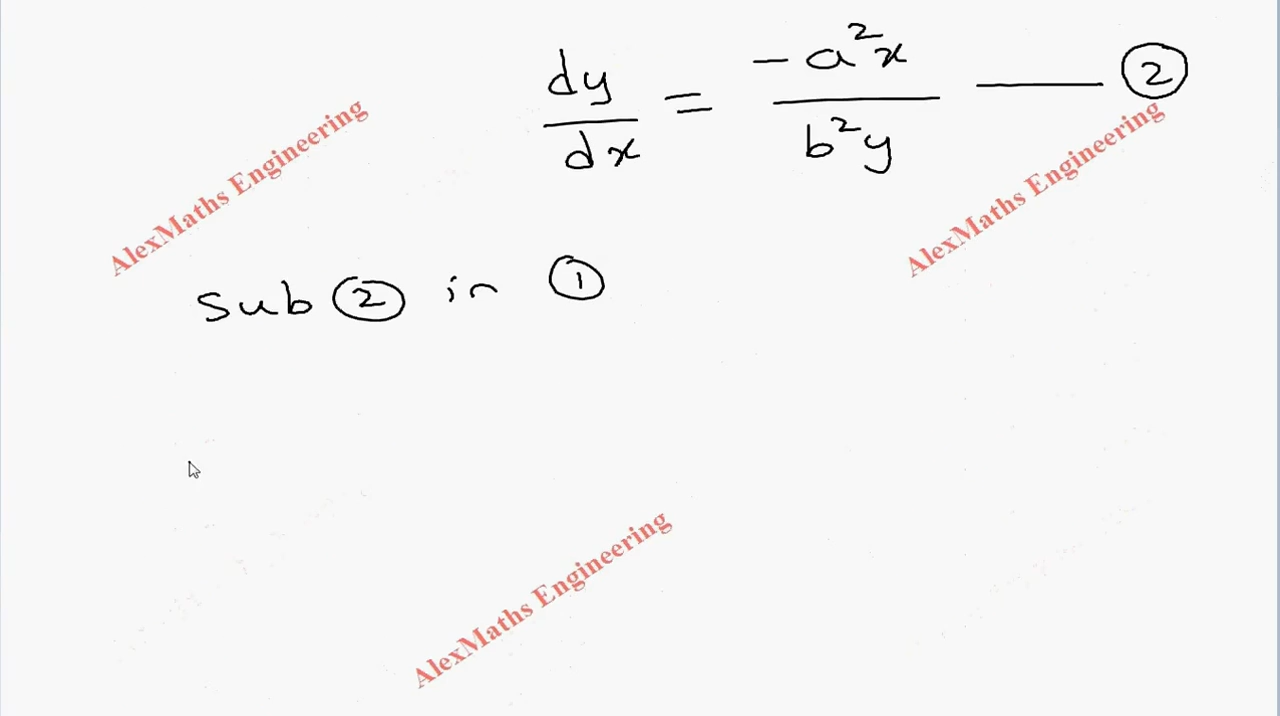 dy/dx = -a²x/b²y —— ②
AlexMaths Engineering
AlexMaths Engineering
Sub ② in ①
AlexMaths Engineering